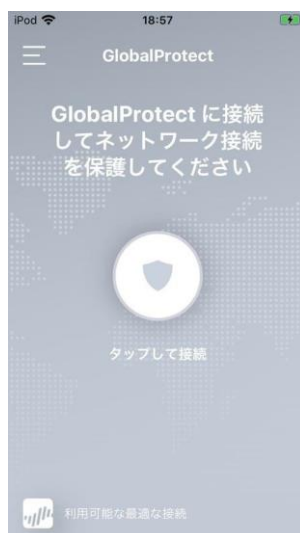 iPod 18:57
GlobalProtect
GlobalProtect に接続
してネットワーク接続
を保護してください
タップして接続
利用可能な最適な接続